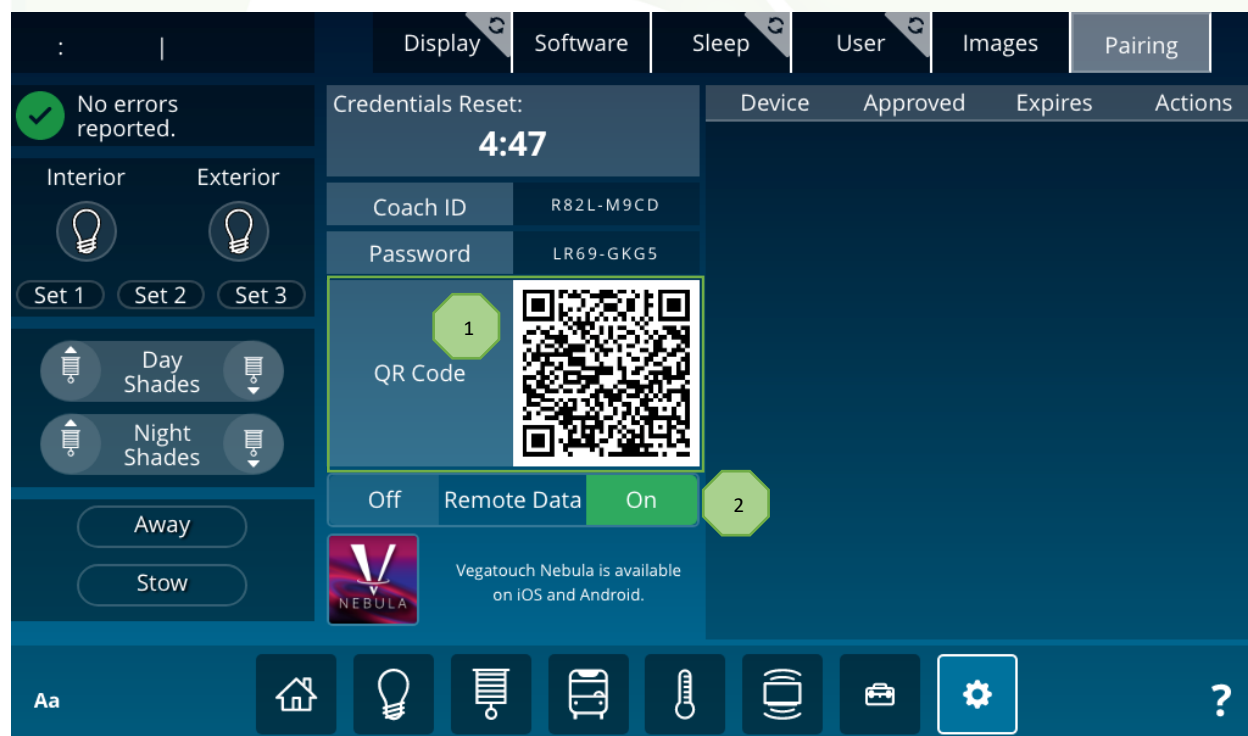 : |
Display
Software
Sleep
User
Images
Pairing
No errors
reported.
Interior Exterior
Set 1 Set 2 Set 3
Day
Shades
Night
Shades
Away
Stow
Credentials Reset:
4:47
Coach ID R82L-M9CD
Password LR69-GKG5
1
QR Code
Off Remote Data On
2
NEBULA
Vegatouch Nebula is available
on iOS and Android.
Device Approved Expires Actions
Aa
?